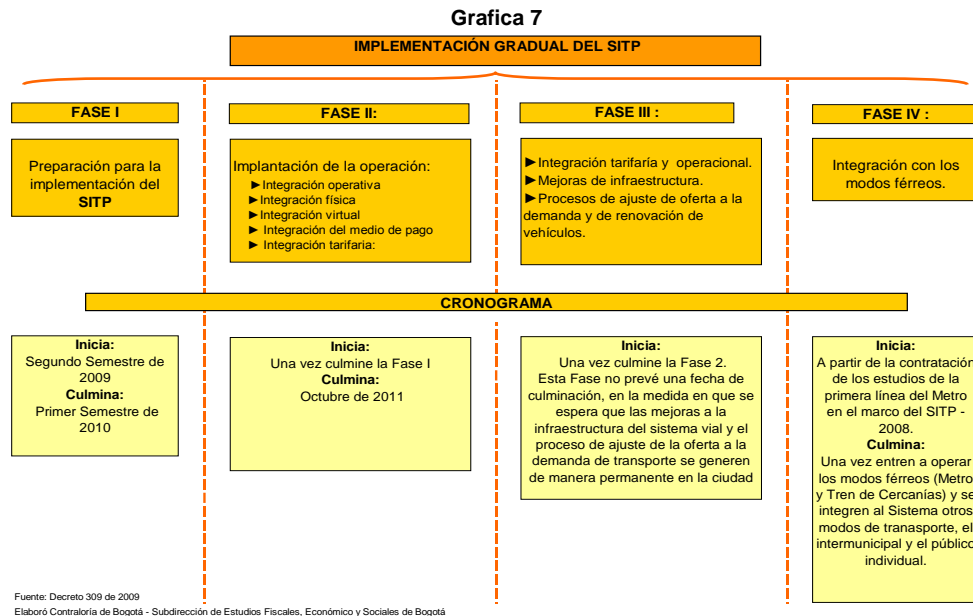 Grafica 7
IMPLEMENTACIÓN GRADUAL DEL SITP
FASE I
Preparación para la
implementación del
SITP
FASE II:
Implantación de la operación:
►Integración operativa
►Integración física
►Integración virtual
► Integración del medio de pago
► Integración tarifaria:
FASE III :
►Integración tarifaría y operacional.
►Mejoras de infraestructura.
►Procesos de ajuste de oferta a la
demanda y de renovación de
vehículos.
FASE IV :
Integración con los
modos férreos.
CRONOGRAMA
Inicia:
Segundo Semestre de
2009
Culmina:
Primer Semestre de
2010
Inicia:
Una vez culmine la Fase I
Culmina:
Octubre de 2011
Inicia:
Una vez culmine la Fase 2.
Esta Fase no prevé una fecha de
culminación, en la medida en que se
espera que las mejoras a la
infraestructura del sistema vial y el
proceso de ajuste de la oferta a la
demanda de transporte se generen
de manera permanente en la ciudad
Inicia:
A partir de la contratación
de los estudios de la
primera línea del Metro
en el marco del SITP -
2008.
Culmina:
Una vez entren a operar
los modos férreos (Metro
y Tren de Cercanías) y se
integren al Sistema otros
modos de transaporte, el
intermunicipal y el público
individual.
Fuente: Decreto 309 de 2009
Elaboró Contraloría de Bogotá - Subdirección de Estudios Fiscales, Económico y Sociales de Bogotá